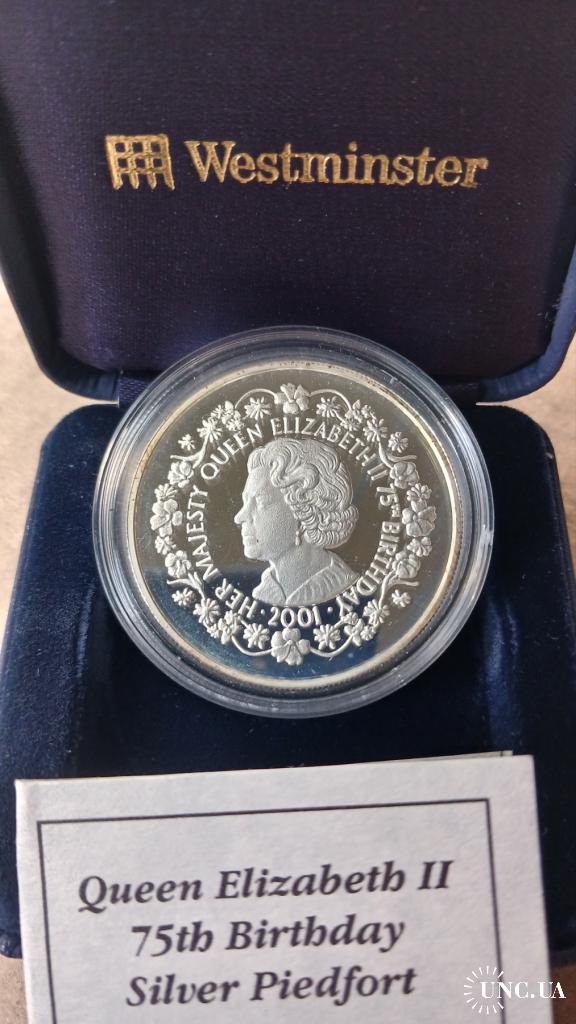 Westminster
HER MAJESTY QUEEN ELIZABETH II 75TH BIRTHDAY
· 2001 ·
Queen Elizabeth II
75th Birthday
Silver Piedfort
UNC.UA